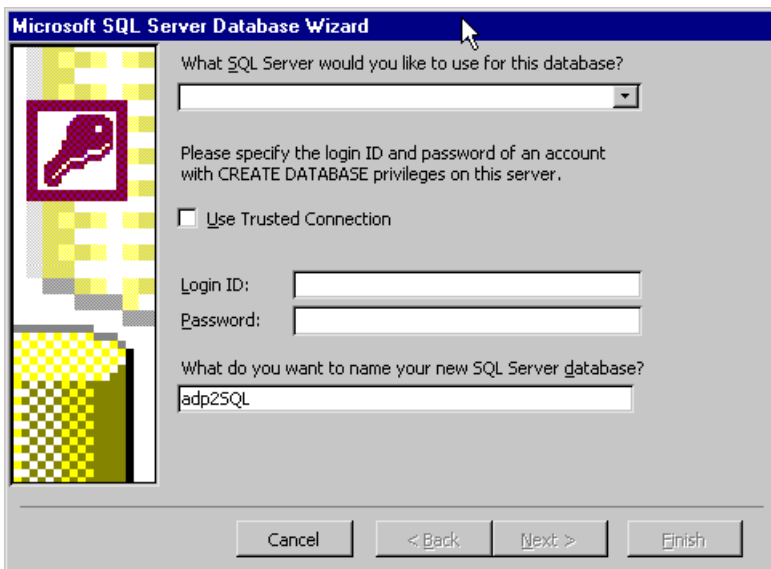 Microsoft SQL Server Database Wizard
What SQL Server would you like to use for this database?
Please specify the login ID and password of an account
with CREATE DATABASE privileges on this server.
Use Trusted Connection
Login ID:
Password:
What do you want to name your new SQL Server database?
adp2SQL
Cancel
< Back
Next >
Finish